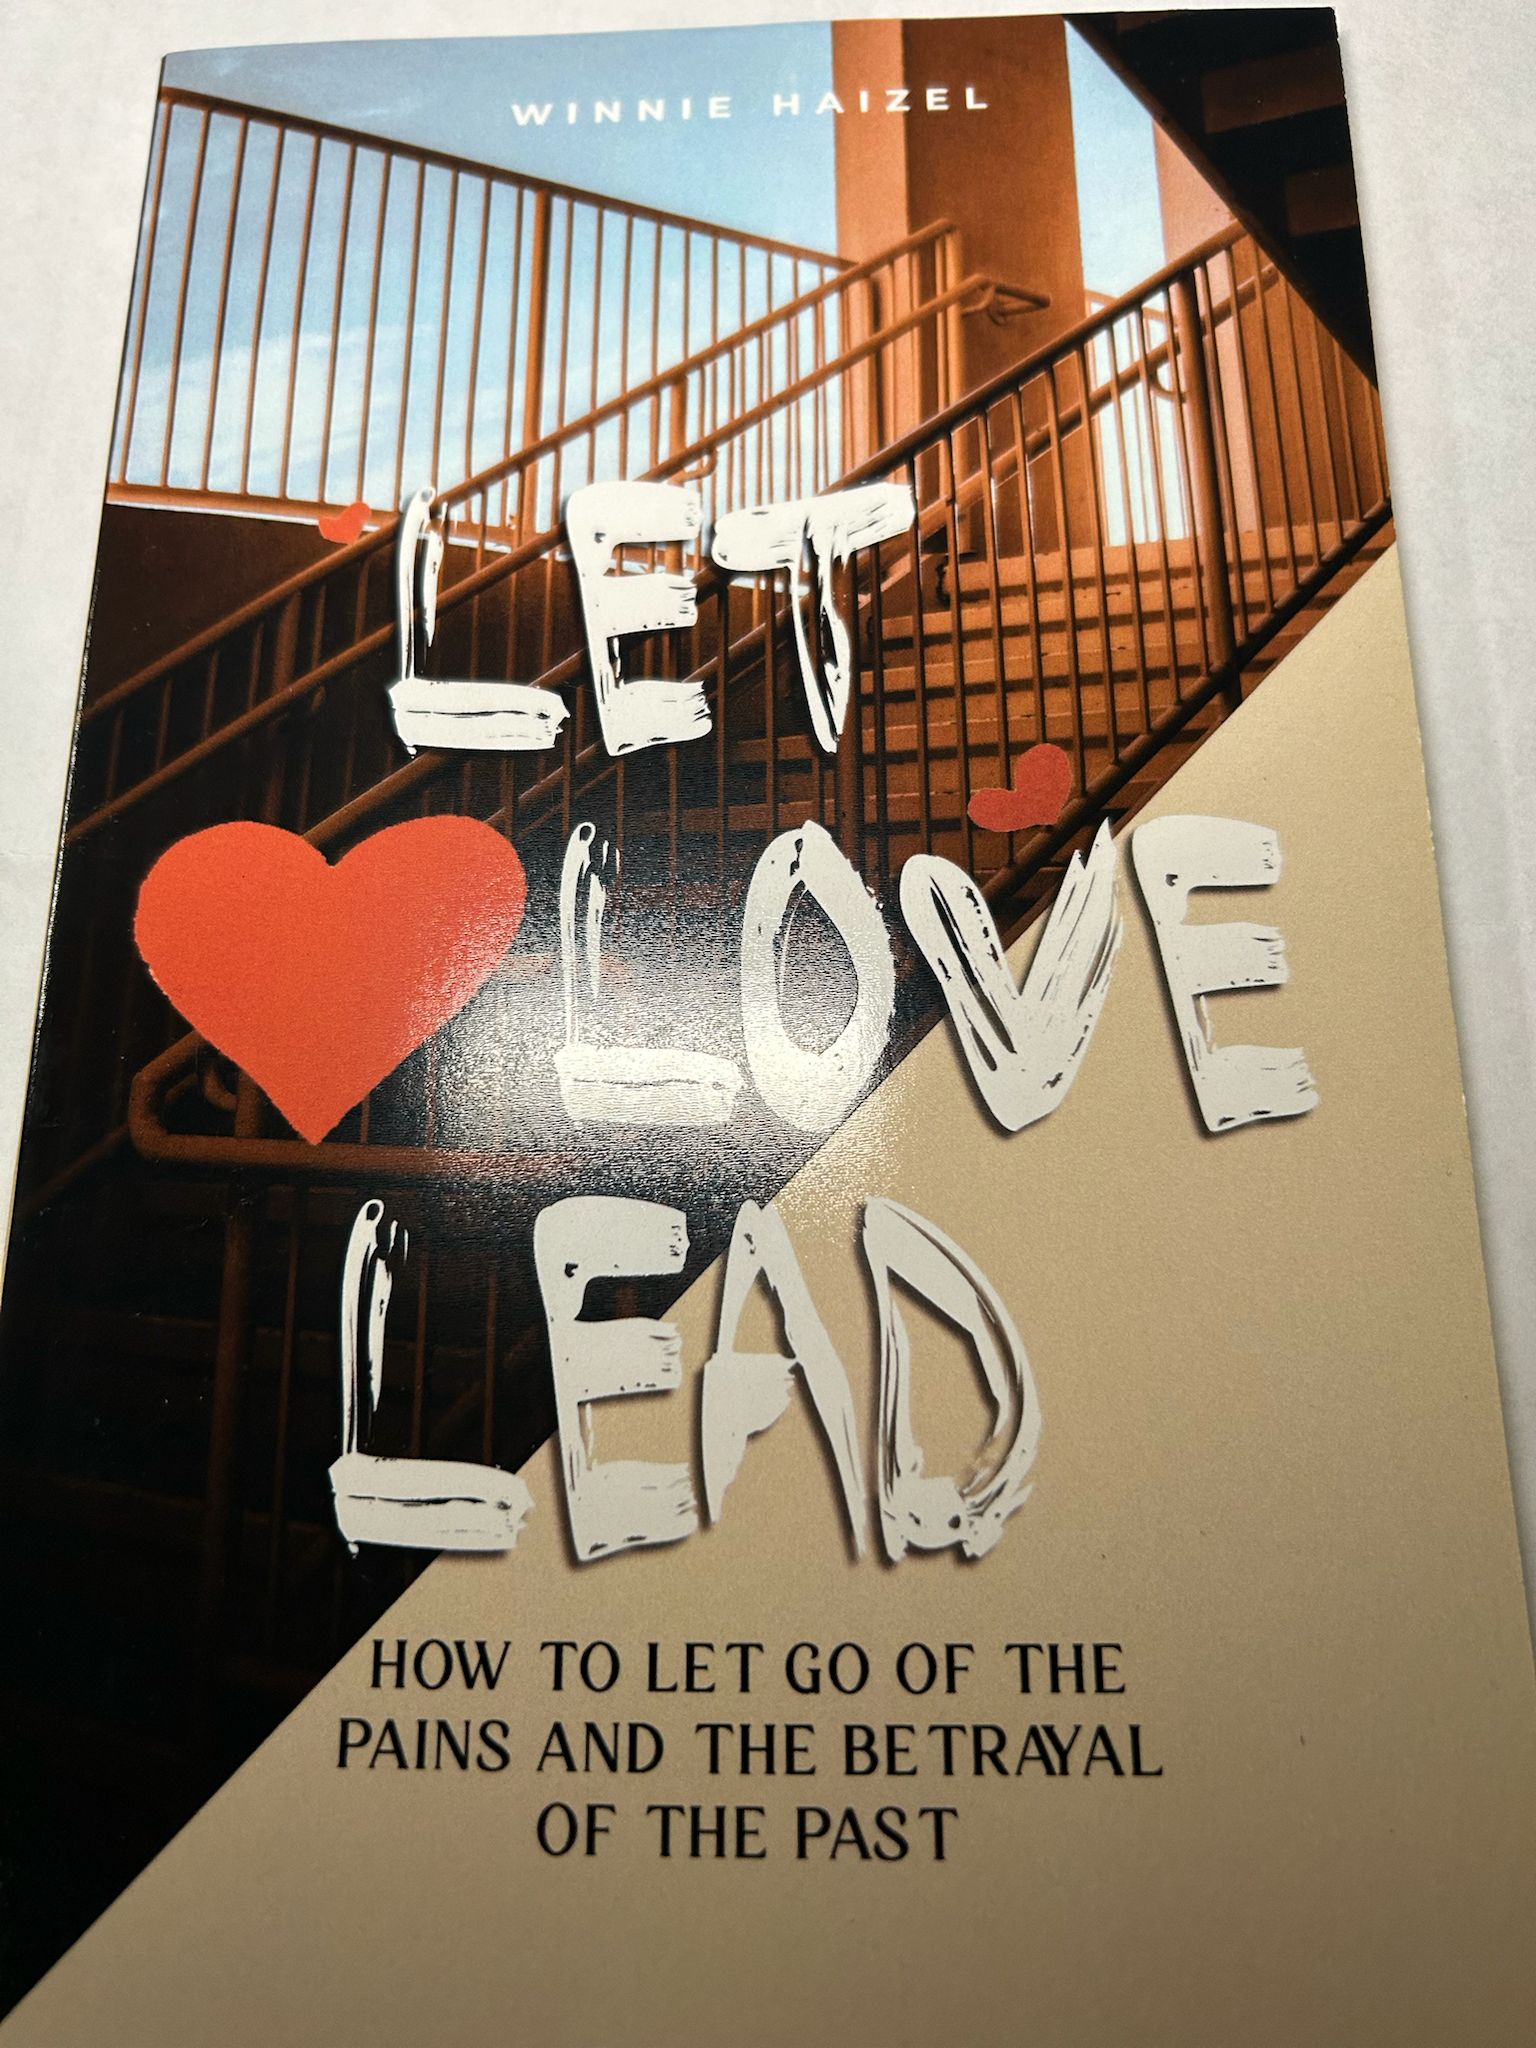 WINNIE HAIZEL
LET
LOVE
LEAD
HOW TO LET GO OF THE
PAINS AND THE BETRAYAL
OF THE PAST